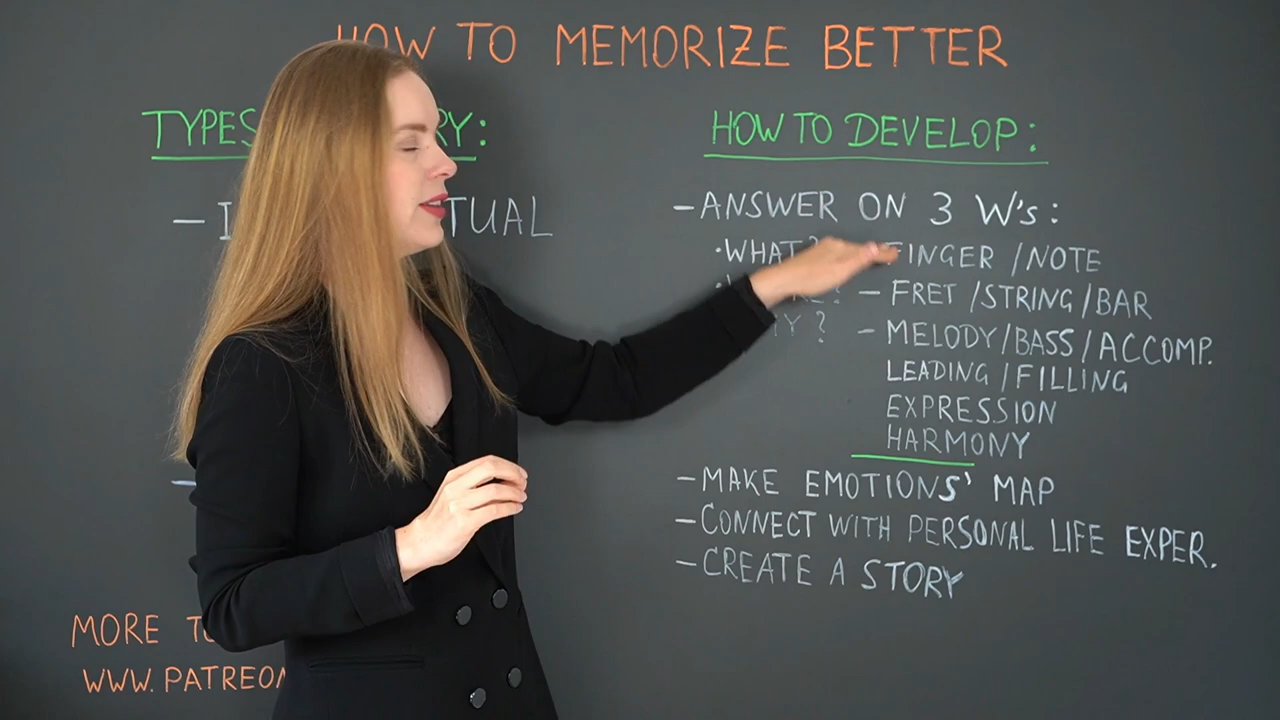 HOW TO MEMORIZE BETTER
TYPES RY:
– I TUAL
–
MORE TO
WWW.PATREON
HOW TO DEVELOP:
– ANSWER ON 3 W's:
· WHAT? FINGER / NOTE
– FRET / STRING / BAR
? – MELODY / BASS / ACCOMP.
LEADING / FILLING
EXPRESSION
HARMONY
– MAKE EMOTIONS' MAP
– CONNECT WITH PERSONAL LIFE EXPER.
– CREATE A STORY